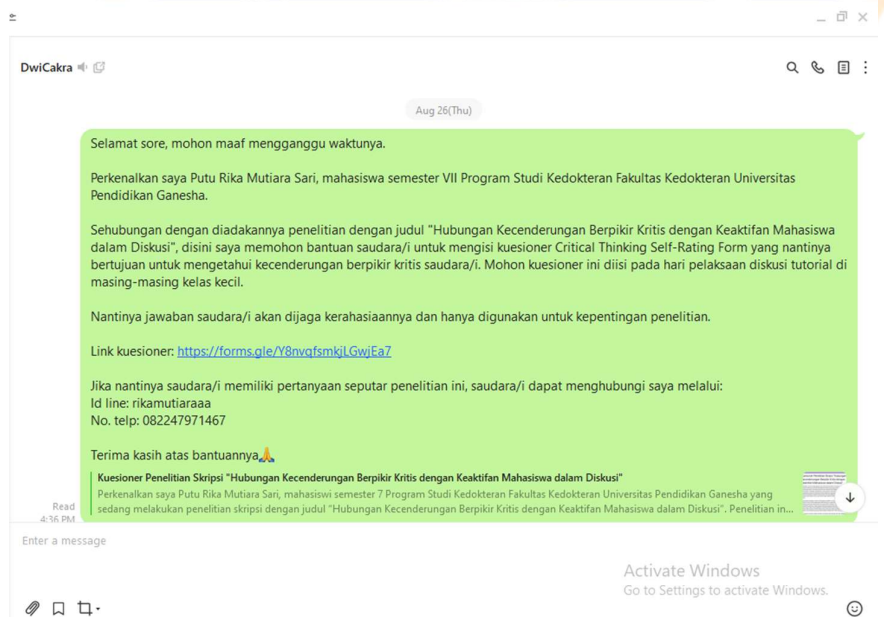 DwiCakra
Aug 26(Thu)
Selamat sore, mohon maaf mengganggu waktunya.
Perkenalkan saya Putu Rika Mutiara Sari, mahasiswa semester VII Program Studi Kedokteran Fakultas Kedokteran Universitas
Pendidikan Ganesha.
Sehubungan dengan diadakannya penelitian dengan judul "Hubungan Kecenderungan Berpikir Kritis dengan Keaktifan Mahasiswa
dalam Diskusi", disini saya memohon bantuan saudara/i untuk mengisi kuesioner Critical Thinking Self-Rating Form yang nantinya
bertujuan untuk mengetahui kecenderungan berpikir kritis saudara/i. Mohon kuesioner ini diisi pada hari pelaksaan diskusi tutorial di
masing-masing kelas kecil.
Nantinya jawaban saudara/i akan dijaga kerahasiaannya dan hanya digunakan untuk kepentingan penelitian.
Link kuesioner: https://forms.gle/Y8nvqfsmkjLGwjEa7
Jika nantinya saudara/i memiliki pertanyaan seputar penelitian ini, saudara/i dapat menghubungi saya melalui:
Id line: rikamutiaraaa
No. telp: 082247971467
Terima kasih atas bantuannya🙏
Kuesioner Penelitian Skripsi "Hubungan Kecenderungan Berpikir Kritis dengan Keaktifan Mahasiswa dalam Diskusi"
Perkenalkan saya Putu Rika Mutiara Sari, mahasiswi semester 7 Program Studi Kedokteran Fakultas Kedokteran Universitas Pendidikan Ganesha yang
sedang melakukan penelitian skripsi dengan judul "Hubungan Kecenderungan Berpikir Kritis dengan Keaktifan Mahasiswa dalam Diskusi". Penelitian in...
Read
4:36 PM
Enter a message
Activate Windows
Go to Settings to activate Windows.